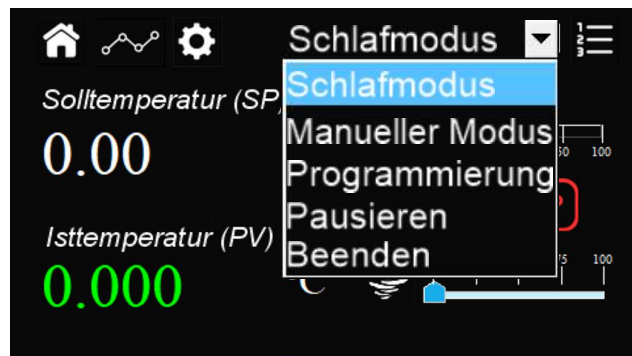 Schlafmodus
1
2
3
Schlafmodus
Solltemperatur (SP)
Manueller Modus
0.00
50 100
Programmierung
Pausieren
Isttemperatur (PV)
Beenden
75 100
0.000
°C